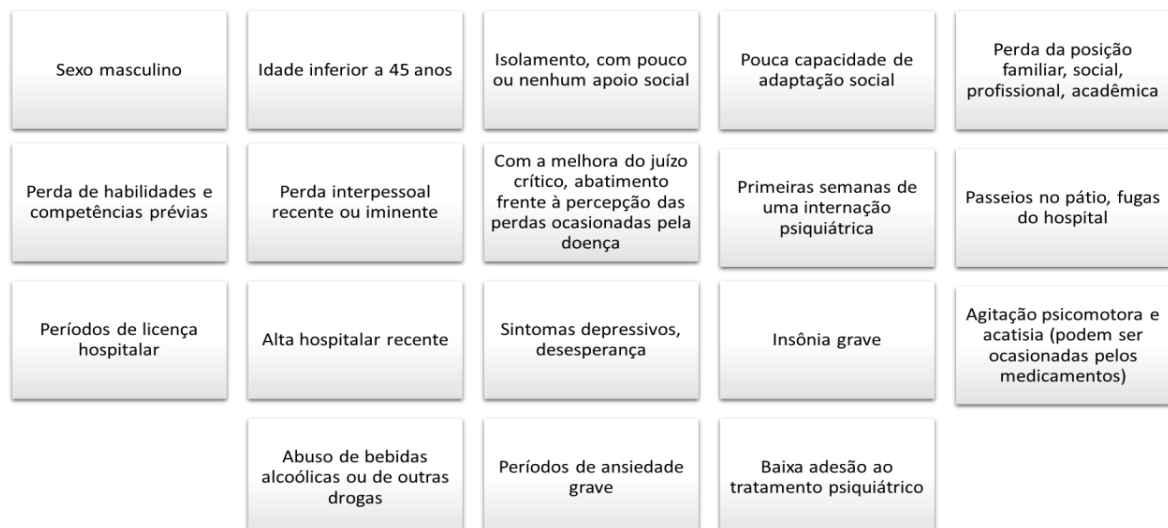 Sexo masculino
Idade inferior a 45 anos
Isolamento, com pouco
ou nenhum apoio social
Pouca capacidade de
adaptação social
Perda da posição
familiar, social,
profissional, acadêmica
Perda de habilidades e
competências prévias
Perda interpessoal
recente ou iminente
Com a melhora do juízo
crítico, abatimento
frente à percepção das
perdas ocasionadas pela
doença
Primeiras semanas de
uma internação
psiquiátrica
Passeios no pátio, fugas
do hospital
Períodos de licença
hospitalar
Alta hospitalar recente
Sintomas depressivos,
desesperança
Insônia grave
Agitação psicomotora e
acatisia (podem ser
ocasionadas pelos
medicamentos)
Abuso de bebidas
alcoólicas ou de outras
drogas
Períodos de ansiedade
grave
Baixa adesão ao
tratamento psiquiátrico